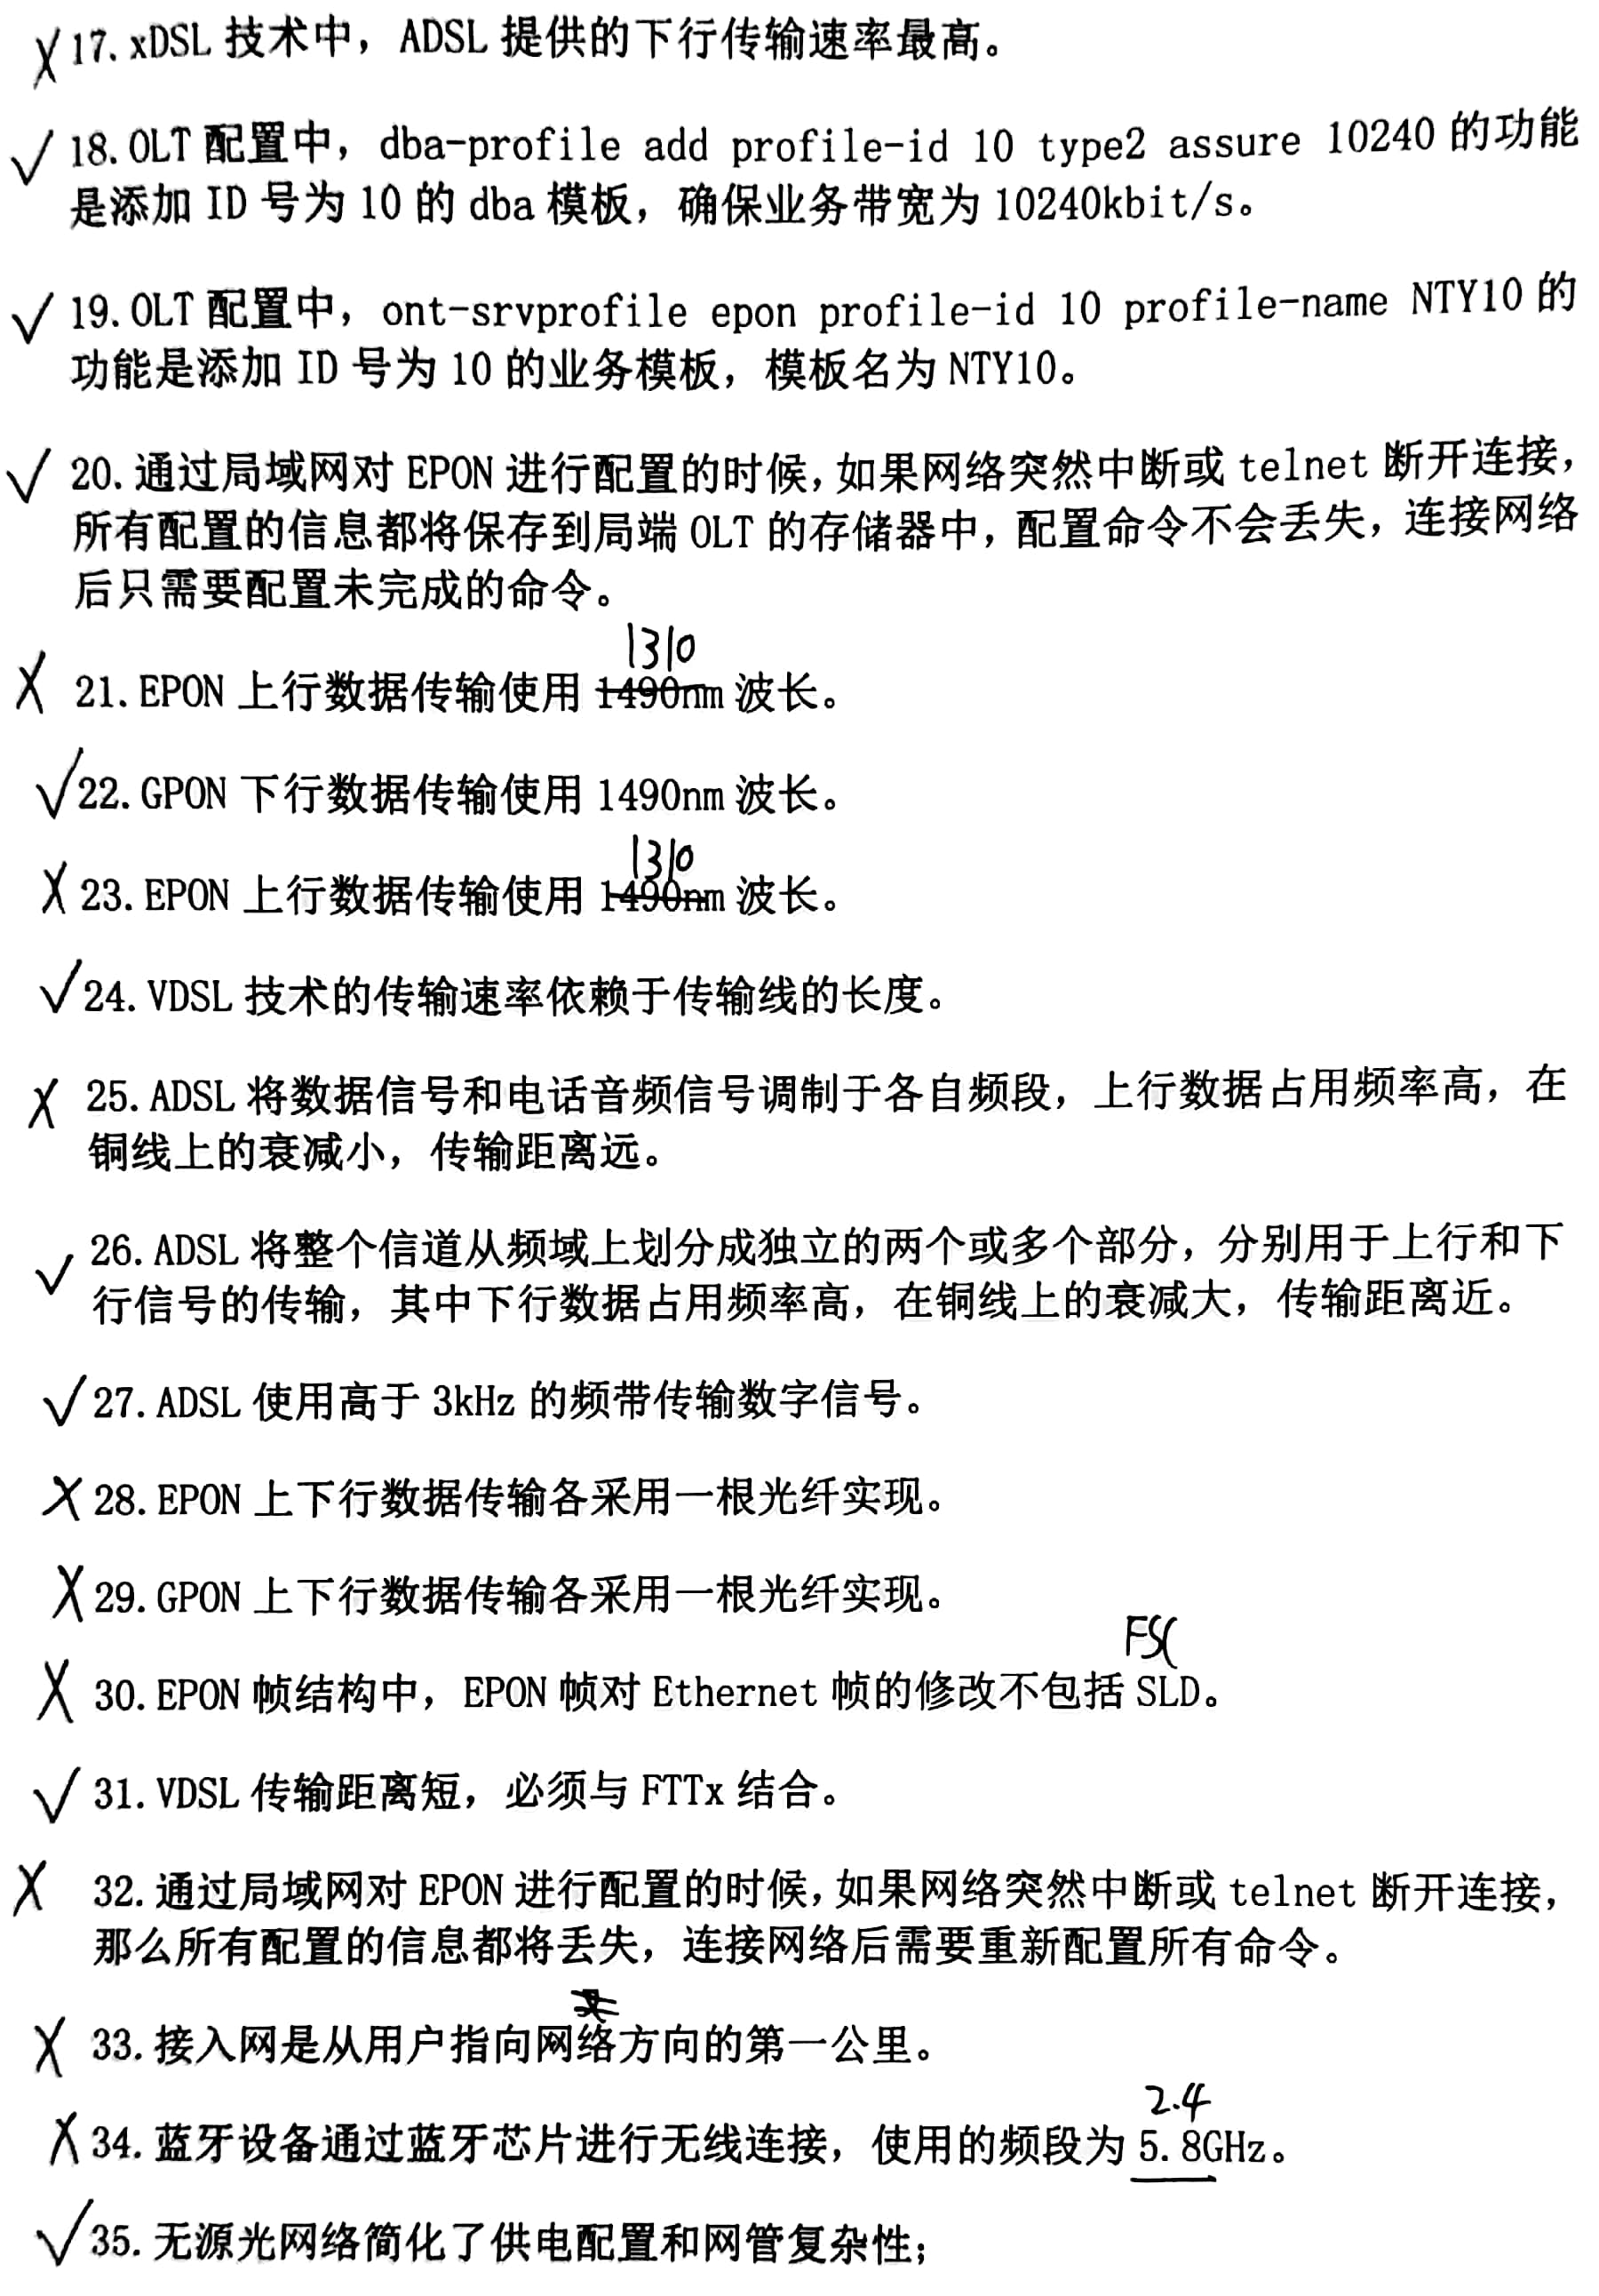 ✗ 17. xDSL 技术中，ADSL 提供的下行传输速率最高。
✓ 18. OLT 配置中，dba-profile add profile-id 10 type2 assure 10240 的功能
是添加 ID 号为 10 的 dba 模板，确保业务带宽为 10240kbit/s。
✓ 19. OLT 配置中，ont-srvprofile epon profile-id 10 profile-name NTY10 的
功能是添加 ID 号为 10 的业务模板，模板名为 NTY10。
✓ 20. 通过局域网对 EPON 进行配置的时候，如果网络突然中断或 telnet 断开连接，
所有配置的信息都将保存到局端 OLT 的存储器中，配置命令不会丢失，连接网络
后只需要配置未完成的命令。
1310
✗ 21. EPON 上行数据传输使用 1490nm 波长。
✓ 22. GPON 下行数据传输使用 1490nm 波长。
1310
✗ 23. EPON 上行数据传输使用 1490nm 波长。
✓ 24. VDSL 技术的传输速率依赖于传输线的长度。
✗ 25. ADSL 将数据信号和电话音频信号调制于各自频段，上行数据占用频率高，在
铜线上的衰减小，传输距离远。
✓ 26. ADSL 将整个信道从频域上划分成独立的两个或多个部分，分别用于上行和下
行信号的传输，其中下行数据占用频率高，在铜线上的衰减大，传输距离近。
✓ 27. ADSL 使用高于 3kHz 的频带传输数字信号。
✗ 28. EPON 上下行数据传输各采用一根光纤实现。
✗ 29. GPON 上下行数据传输各采用一根光纤实现。
FSC
✗ 30. EPON 帧结构中，EPON 帧对 Ethernet 帧的修改不包括 SLD。
✓ 31. VDSL 传输距离短，必须与 FTTx 结合。
✗ 32. 通过局域网对 EPON 进行配置的时候，如果网络突然中断或 telnet 断开连接，
那么所有配置的信息都将丢失，连接网络后需要重新配置所有命令。
✗ 33. 接入网是从用户指向网络方向的第一公里。
2.4
✗ 34. 蓝牙设备通过蓝牙芯片进行无线连接，使用的频段为 5.8GHz。
✓ 35. 无源光网络简化了供电配置和网管复杂性；